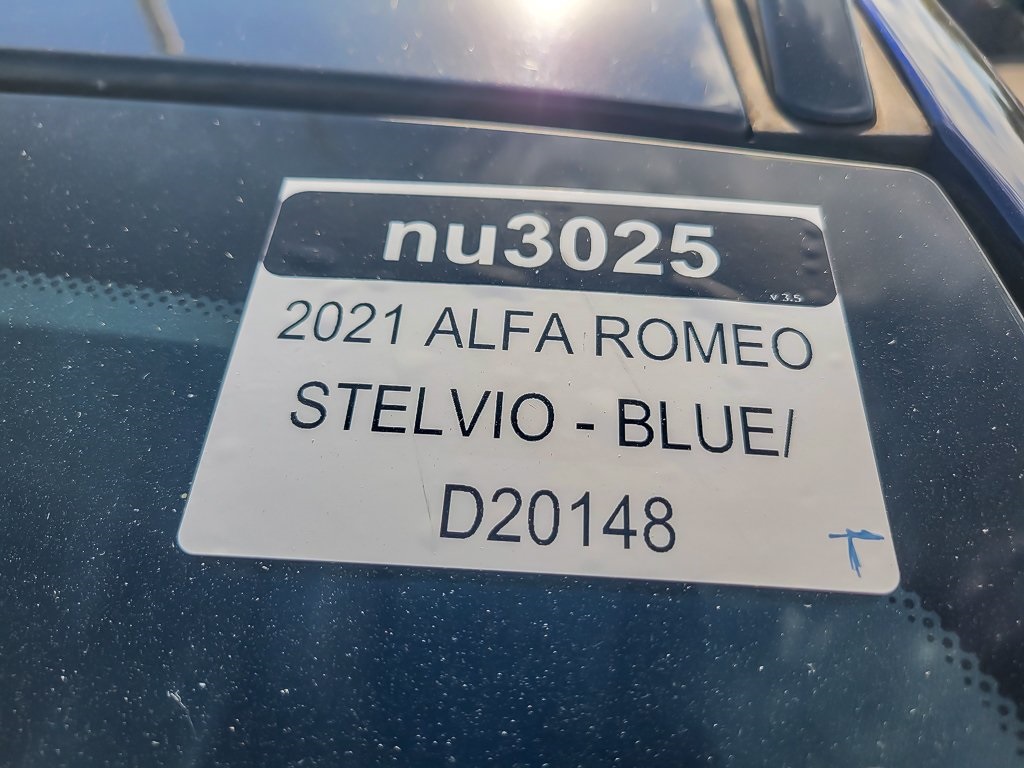 nu3025
v 3.5
2021 ALFA ROMEO
STELVIO - BLUE/
D20148